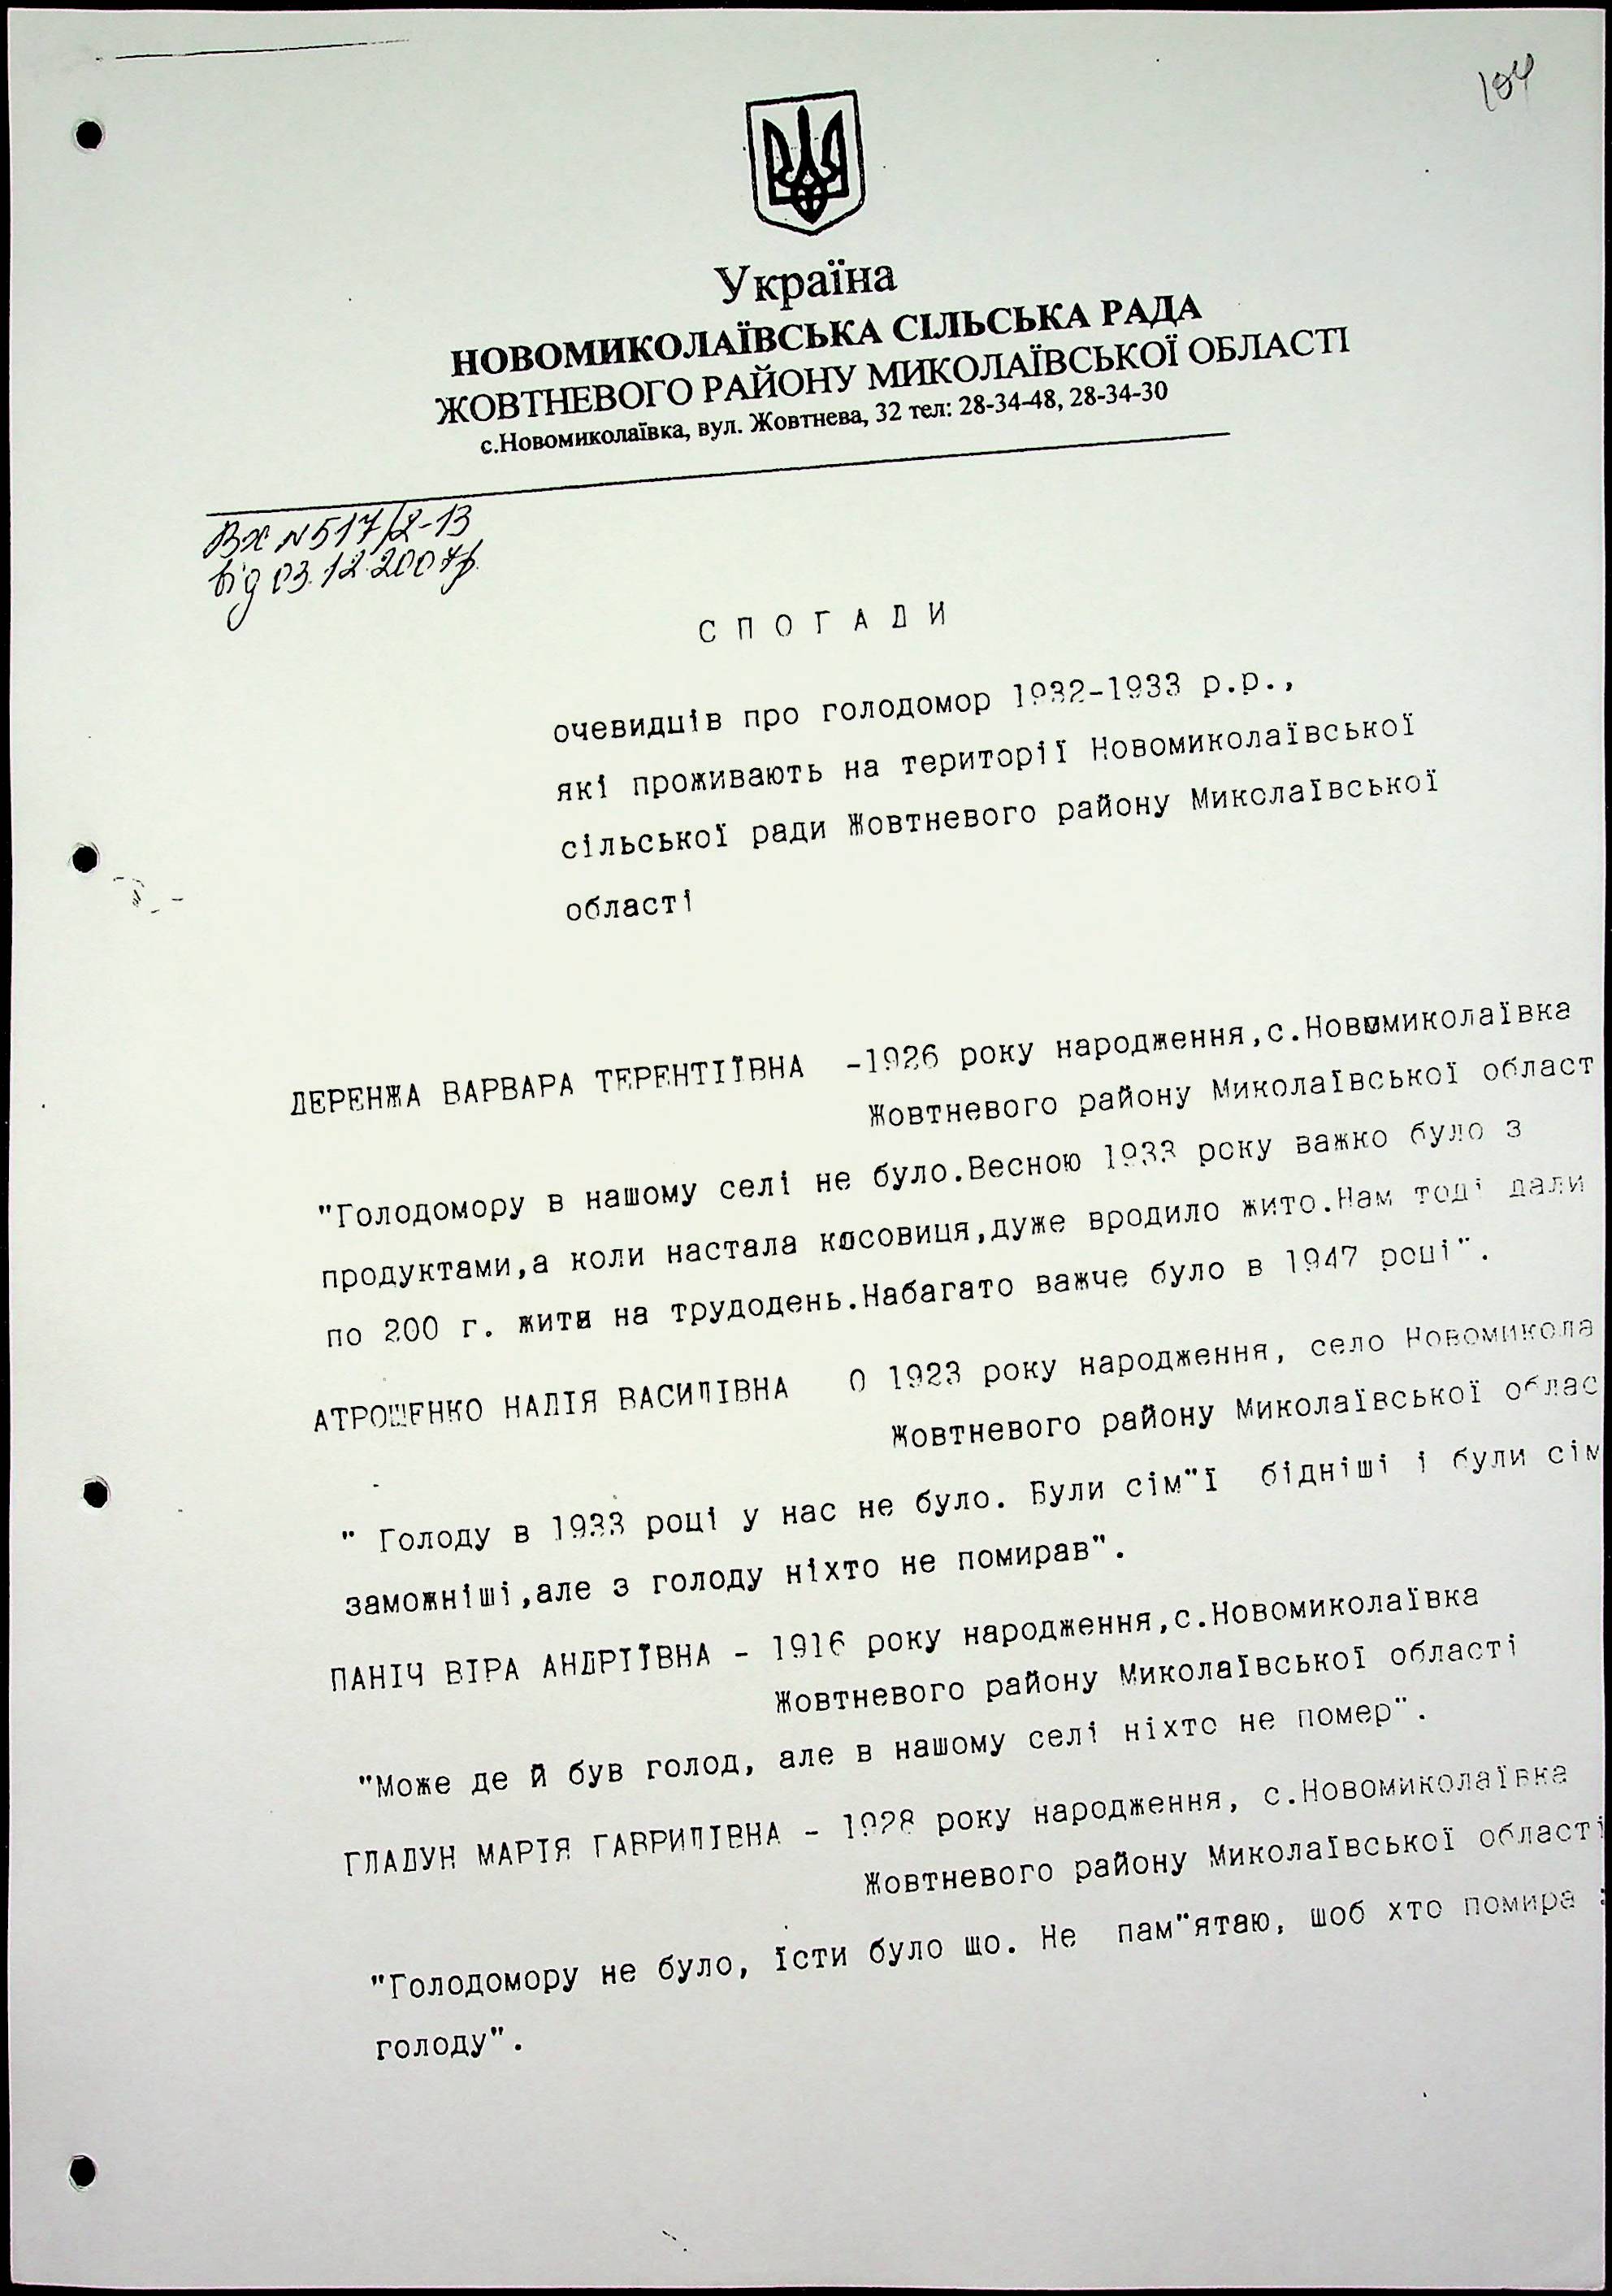 104
Україна
НОВОМИКОЛАЇВСЬКА СІЛЬСЬКА РАДА
ЖОВТНЕВОГО РАЙОНУ МИКОЛАЇВСЬКОЇ ОБЛАСТІ
с.Новомиколаївка, вул. Жовтнева, 32 тел: 28-34-48, 28-34-30
Вх №517/2-13
від 03.12.2007р.
С П О Г А Д И
очевидців про голодомор 1932-1933 р.р.,
які проживають на території Новомиколаївської
сільської ради Жовтневого району Миколаївської
області
ДЕРЕНЖА ВАРВАРА ТЕРЕНТІЇВНА -1926 року народження,с.Новомиколаївка
Жовтневого району Миколаївської област
"Голодомору в нашому селі не було.Весною 1933 року важко було з
продуктами,а коли настала косовиця,дуже вродило жито.Нам тоді дали
по 200 г. жита на трудодень.Набагато важче було в 1947 році".
АТРОШЕНКО НАДІЯ ВАСИЛІВНА 0 1923 року народження, село Новомикола
Жовтневого району Миколаївської облас
" Голоду в 1933 році у нас не було. Були сім"ї бідніші і були сім
заможніші,але з голоду ніхто не помирав".
ПАНІЧ ВІРА АНДРІЇВНА - 1916 року народження,с.Новомиколаївка
Жовтневого району Миколаївської області
"Може де й був голод, але в нашому селі ніхто не помер".
ГЛАДУН МАРІЯ ГАВРИЛІВНА - 1928 року народження, с.Новомиколаївка
Жовтневого району Миколаївської області
"Голодомору не було, їсти було що. Не пам"ятаю, шоб хто помира
голоду".